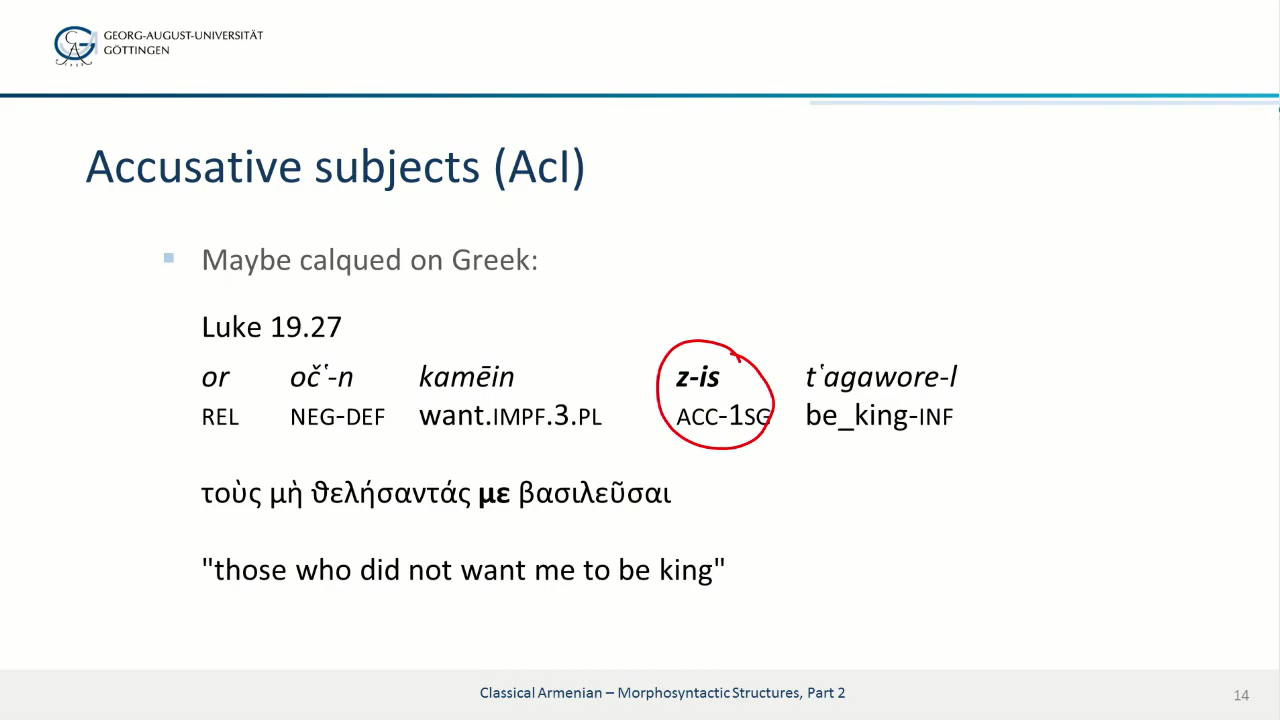 GEORG-AUGUST-UNIVERSITÄT
GÖTTINGEN
Accusative subjects (AcI)
Maybe calqued on Greek:
Luke 19.27
or očʿ-n kamēin z-is tʿagawore-l
REL NEG-DEF want.IMPF.3.PL ACC-1SG be_king-INF
τοὺς μὴ ϑελήσαντάς με βασιλεῦσαι
"those who did not want me to be king"
Classical Armenian – Morphosyntactic Structures, Part 2
14